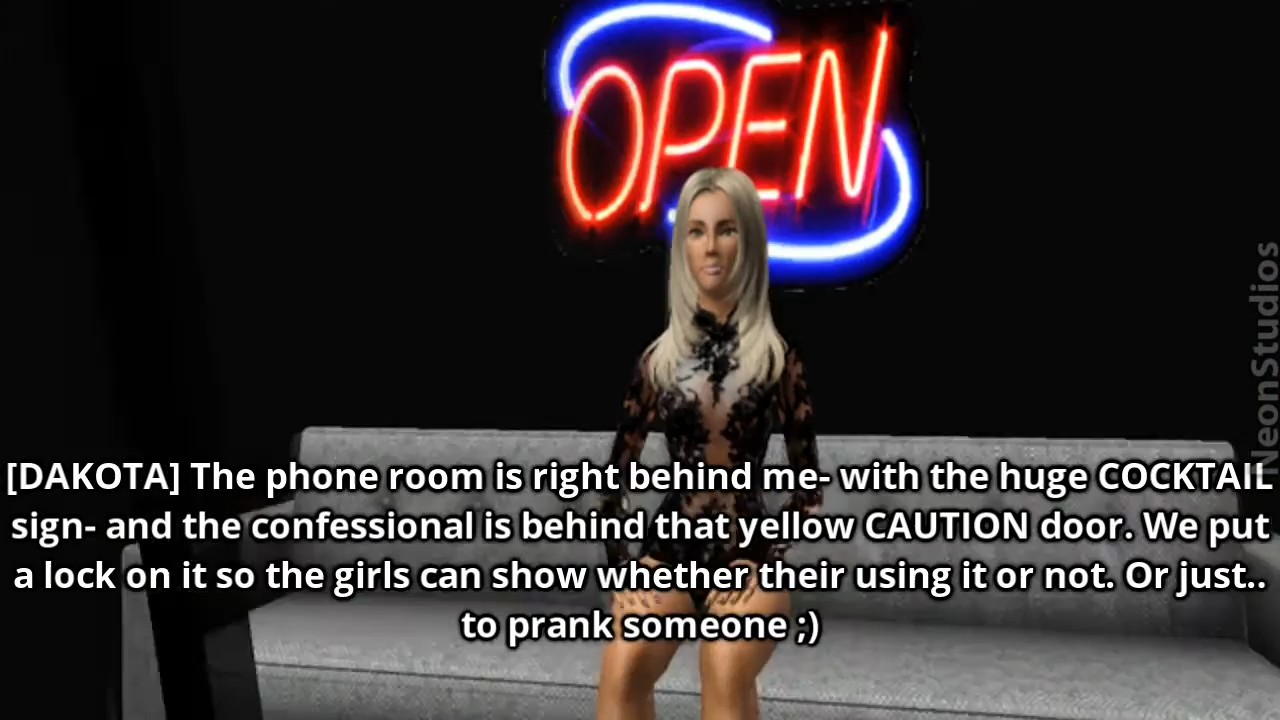 OPEN
[DAKOTA] The phone room is right behind me- with the huge COCKTAIL
sign- and the confessional is behind that yellow CAUTION door. We put
a lock on it so the girls can show whether their using it or not. Or just..
to prank someone ;)
NeonStudios